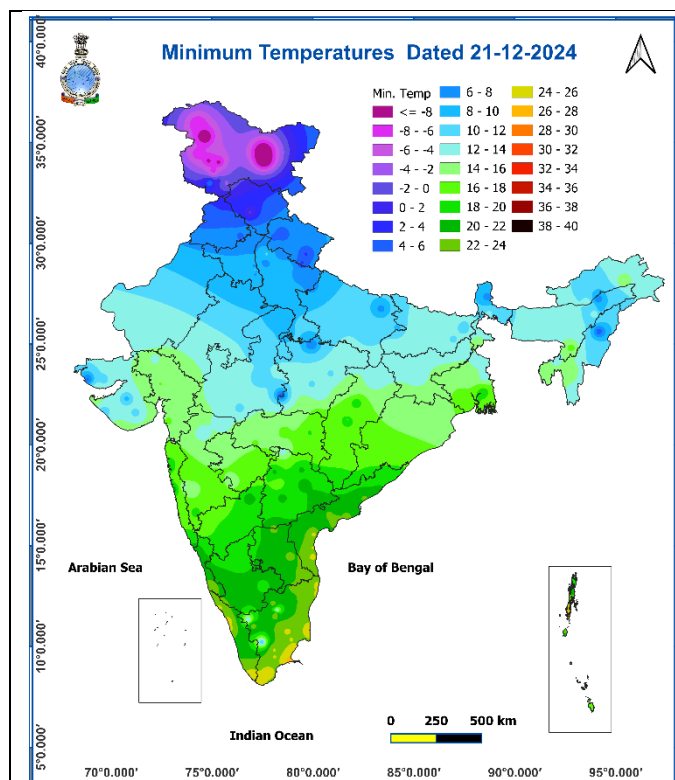 Minimum Temperatures Dated 21-12-2024
Min. Temp
<= -8
-8 - -6
-6 - -4
-4 - -2
-2 - 0
0 - 2
2 - 4
4 - 6
6 - 8
8 - 10
10 - 12
12 - 14
14 - 16
16 - 18
18 - 20
20 - 22
22 - 24
24 - 26
26 - 28
28 - 30
30 - 32
32 - 34
34 - 36
36 - 38
38 - 40
40°0.000'
35°0.000'
30°0.000'
25°0.000'
20°0.000'
15°0.000'
10°0.000'
5°0.000'
Arabian Sea
Bay of Bengal
Indian Ocean
0 250 500 km
70°0.000' 75°0.000' 80°0.000' 85°0.000' 90°0.000' 95°0.000'